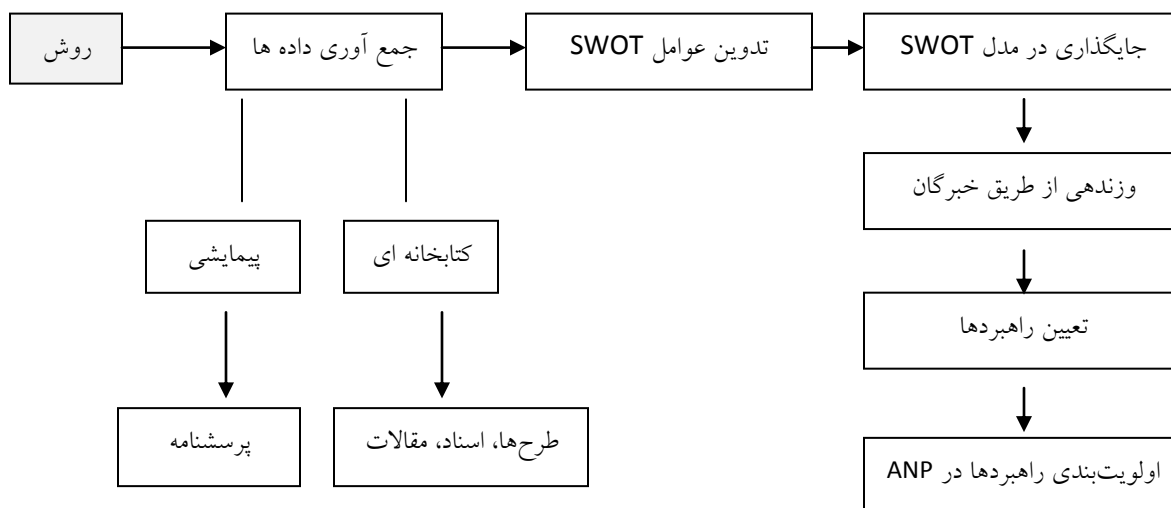 روش
جمع آوری داده ها
تدوین عوامل SWOT
جایگذاری در مدل SWOT
وزندهی از طریق خبرگان
پیمایشی
کتابخانه ای
تعیین راهبردها
پرسشنامه
طرح‌ها، اسناد، مقالات
اولویت‌بندی راهبردها در ANP